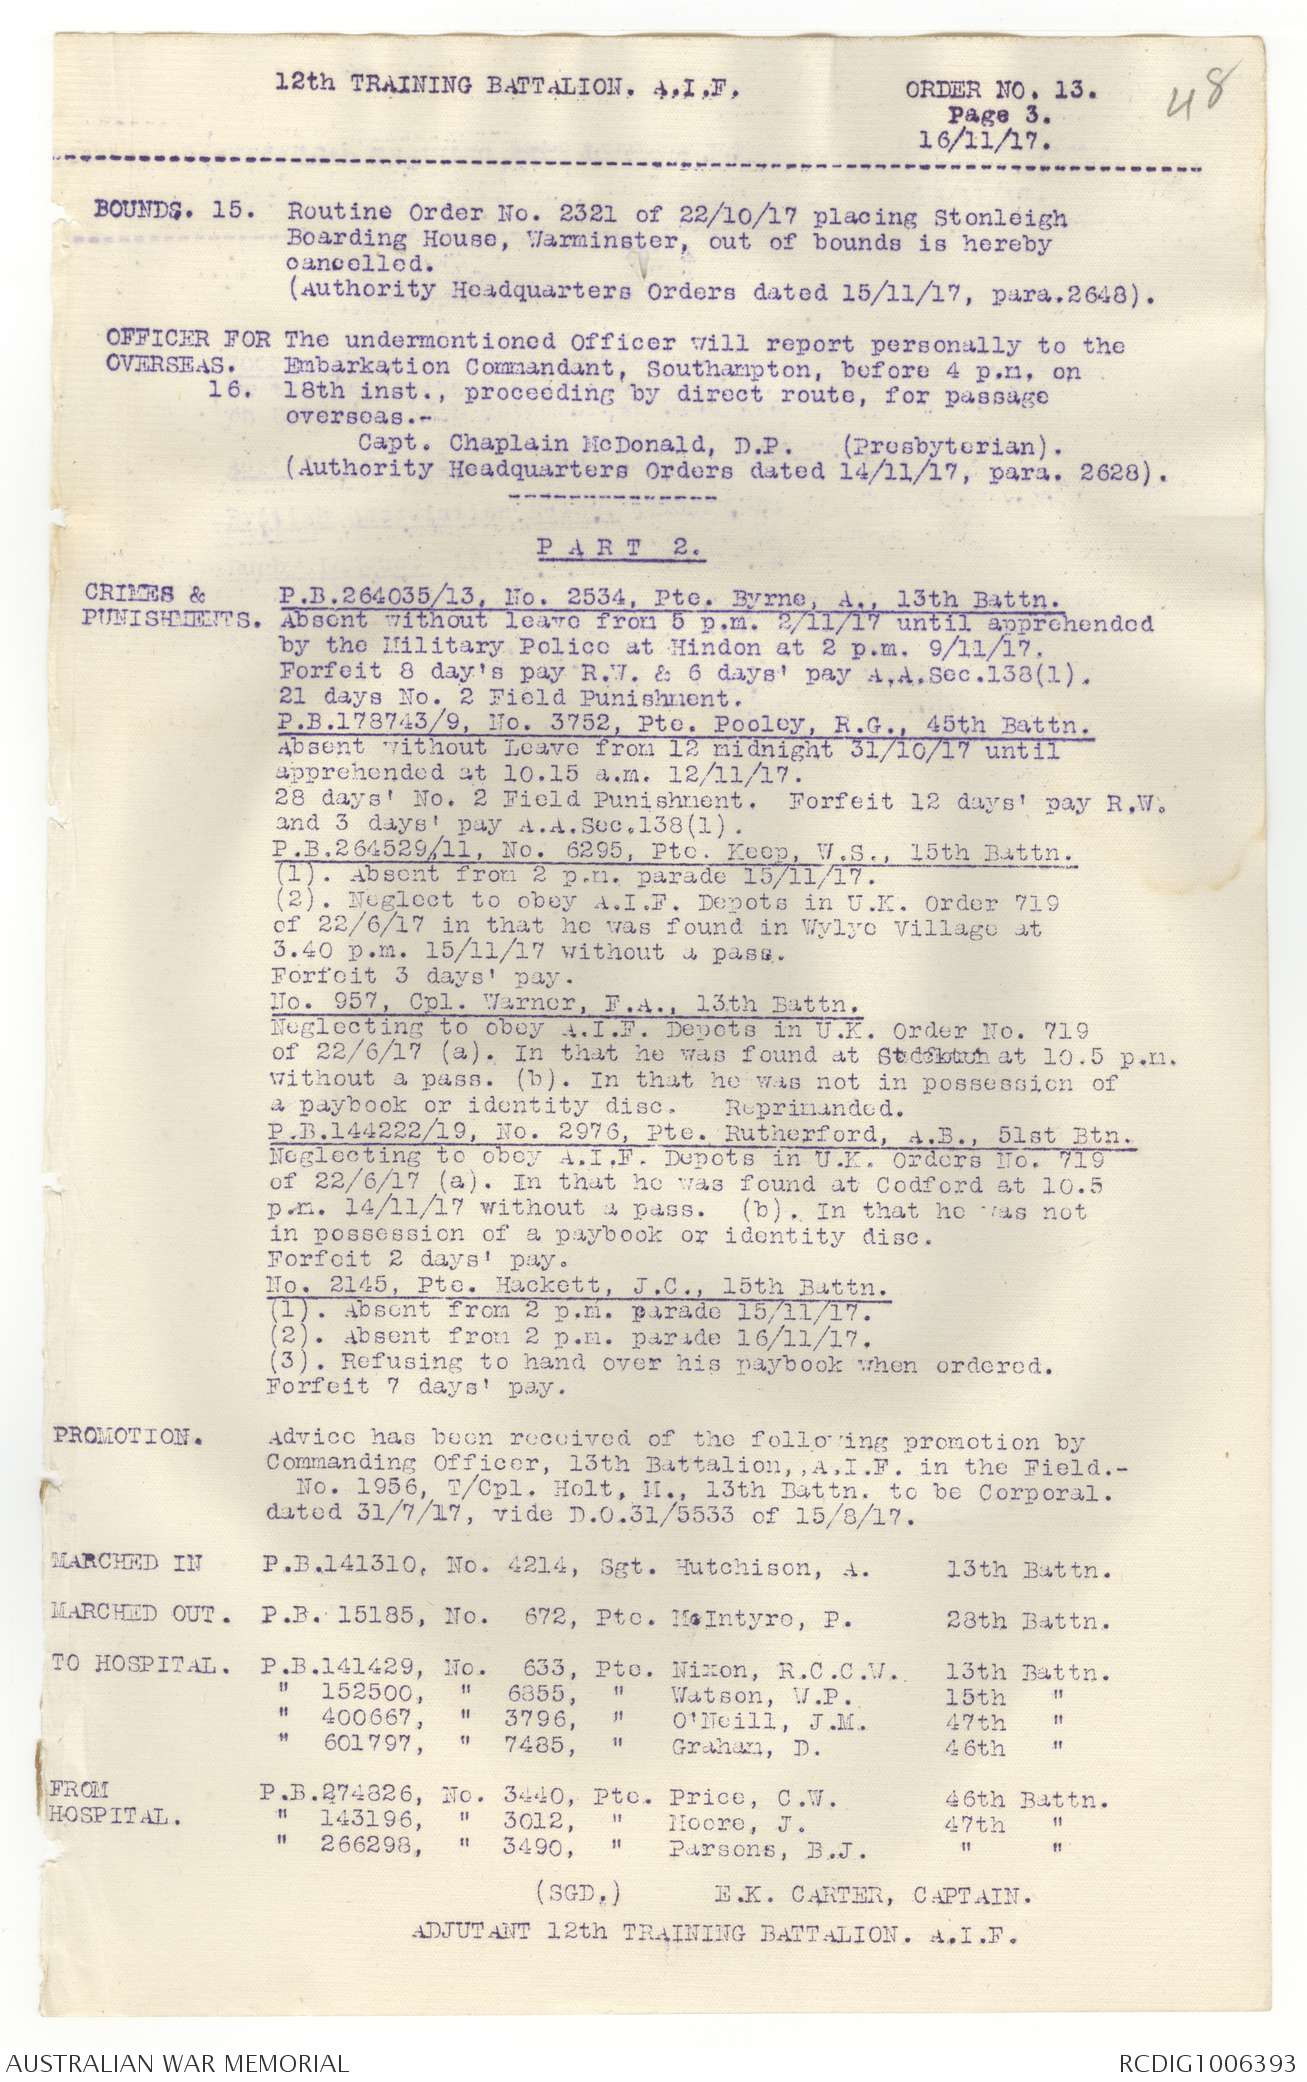 12th TRAINING BATTALION. A.I.F. ORDER NO. 13.
Page 3.
16/11/17.
48
BOUNDS. 15. Routine Order No. 2321 of 22/10/17 placing Stonleigh
Boarding House, Warminster, out of bounds is hereby
cancelled.
(Authority Headquarters Orders dated 15/11/17, para.2648).
OFFICER FOR The undermentioned Officer will report personally to the
OVERSEAS. Embarkation Commandant, Southampton, before 4 p.m. on
16. 18th inst., proceeding by direct route, for passage
overseas.-
Capt. Chaplain McDonald, D.P. (Presbyterian).
(Authority Headquarters Orders dated 14/11/17, para. 2628).
PART 2.
CRIMES & P.B.264035/13, No. 2534, Pte. Byrne, A., 13th Battn.
PUNISHMENTS. Absent without leave from 5 p.m. 2/11/17 until apprehended
by the Military Police at Hindon at 2 p.m. 9/11/17.
Forfeit 8 day's pay R.W. & 6 days' pay A.A.Sec.138(1).
21 days No. 2 Field Punishment.
P.B.178743/9, No. 3752, Pte. Pooley, R.G., 45th Battn.
Absent without Leave from 12 midnight 31/10/17 until
apprehended at 10.15 a.m. 12/11/17.
28 days' No. 2 Field Punishment. Forfeit 12 days' pay R.W.
and 3 days' pay A.A.Sec.138(1).
P.B.264529/11, No. 6295, Pte. Keep, W.S., 15th Battn.
(1). Absent from 2 p.m. parade 15/11/17.
(2). Neglect to obey A.I.F. Depots in U.K. Order 719
of 22/6/17 in that he was found in Wylye Village at
3.40 p.m. 15/11/17 without a pass.
Forfeit 3 days' pay.
No. 957, Cpl. Warner, F.A., 13th Battn.
Neglecting to obey A.I.F. Depots in U.K. Order No. 719
of 22/6/17 (a). In that he was found at at 10.5 p.m.
without a pass. (b). In that he was not in possession of
a paybook or identity disc. Reprimanded.
P.B.144222/19, No. 2976, Pte. Rutherford, A.B., 51st Btn.
Neglecting to obey A.I.F. Depots in U.K. Orders No. 719
of 22/6/17 (a). In that he was found at Codford at 10.5
p.m. 14/11/17 without a pass. (b). In that he was not
in possession of a paybook or identity disc.
Forfeit 2 days' pay.
No. 2145, Pte. Hackett, J.C., 15th Battn.
(1). Absent from 2 p.m. parade 15/11/17.
(2). Absent from 2 p.m. parade 16/11/17.
(3). Refusing to hand over his paybook when ordered.
Forfeit 7 days' pay.
PROMOTION. Advice has been received of the following promotion by
Commanding Officer, 13th Battalion,,A.I.F. in the Field.-
No. 1956, T/Cpl. Holt, M., 13th Battn. to be Corporal.
dated 31/7/17, vide D.O.31/5533 of 15/8/17.
MARCHED IN P.B.141310, No. 4214, Sgt. Hutchison, A. 13th Battn.
MARCHED OUT. P.B. 15185, No. 672, Pte. McIntyre, P. 28th Battn.
TO HOSPITAL. P.B.141429, No. 633, Pte. Nixon, R.C.C.W. 13th Battn.
" 152500, " 6855, " Watson, W.P. 15th "
" 400667, " 3796, " O'Neill, J.M. 47th "
" 601797, " 7485, " Graham, D. 46th "
FROM P.B.274826, No. 3440, Pte. Price, C.W. 46th Battn.
HOSPITAL. " 143196, " 3012, " Moore, J. 47th "
" 266298, " 3490, " Parsons, B.J. " "
(SGD.) E.K. CARTER, CAPTAIN.
ADJUTANT 12th TRAINING BATTALION. A.I.F.
AUSTRALIAN WAR MEMORIAL RCDIG1006393